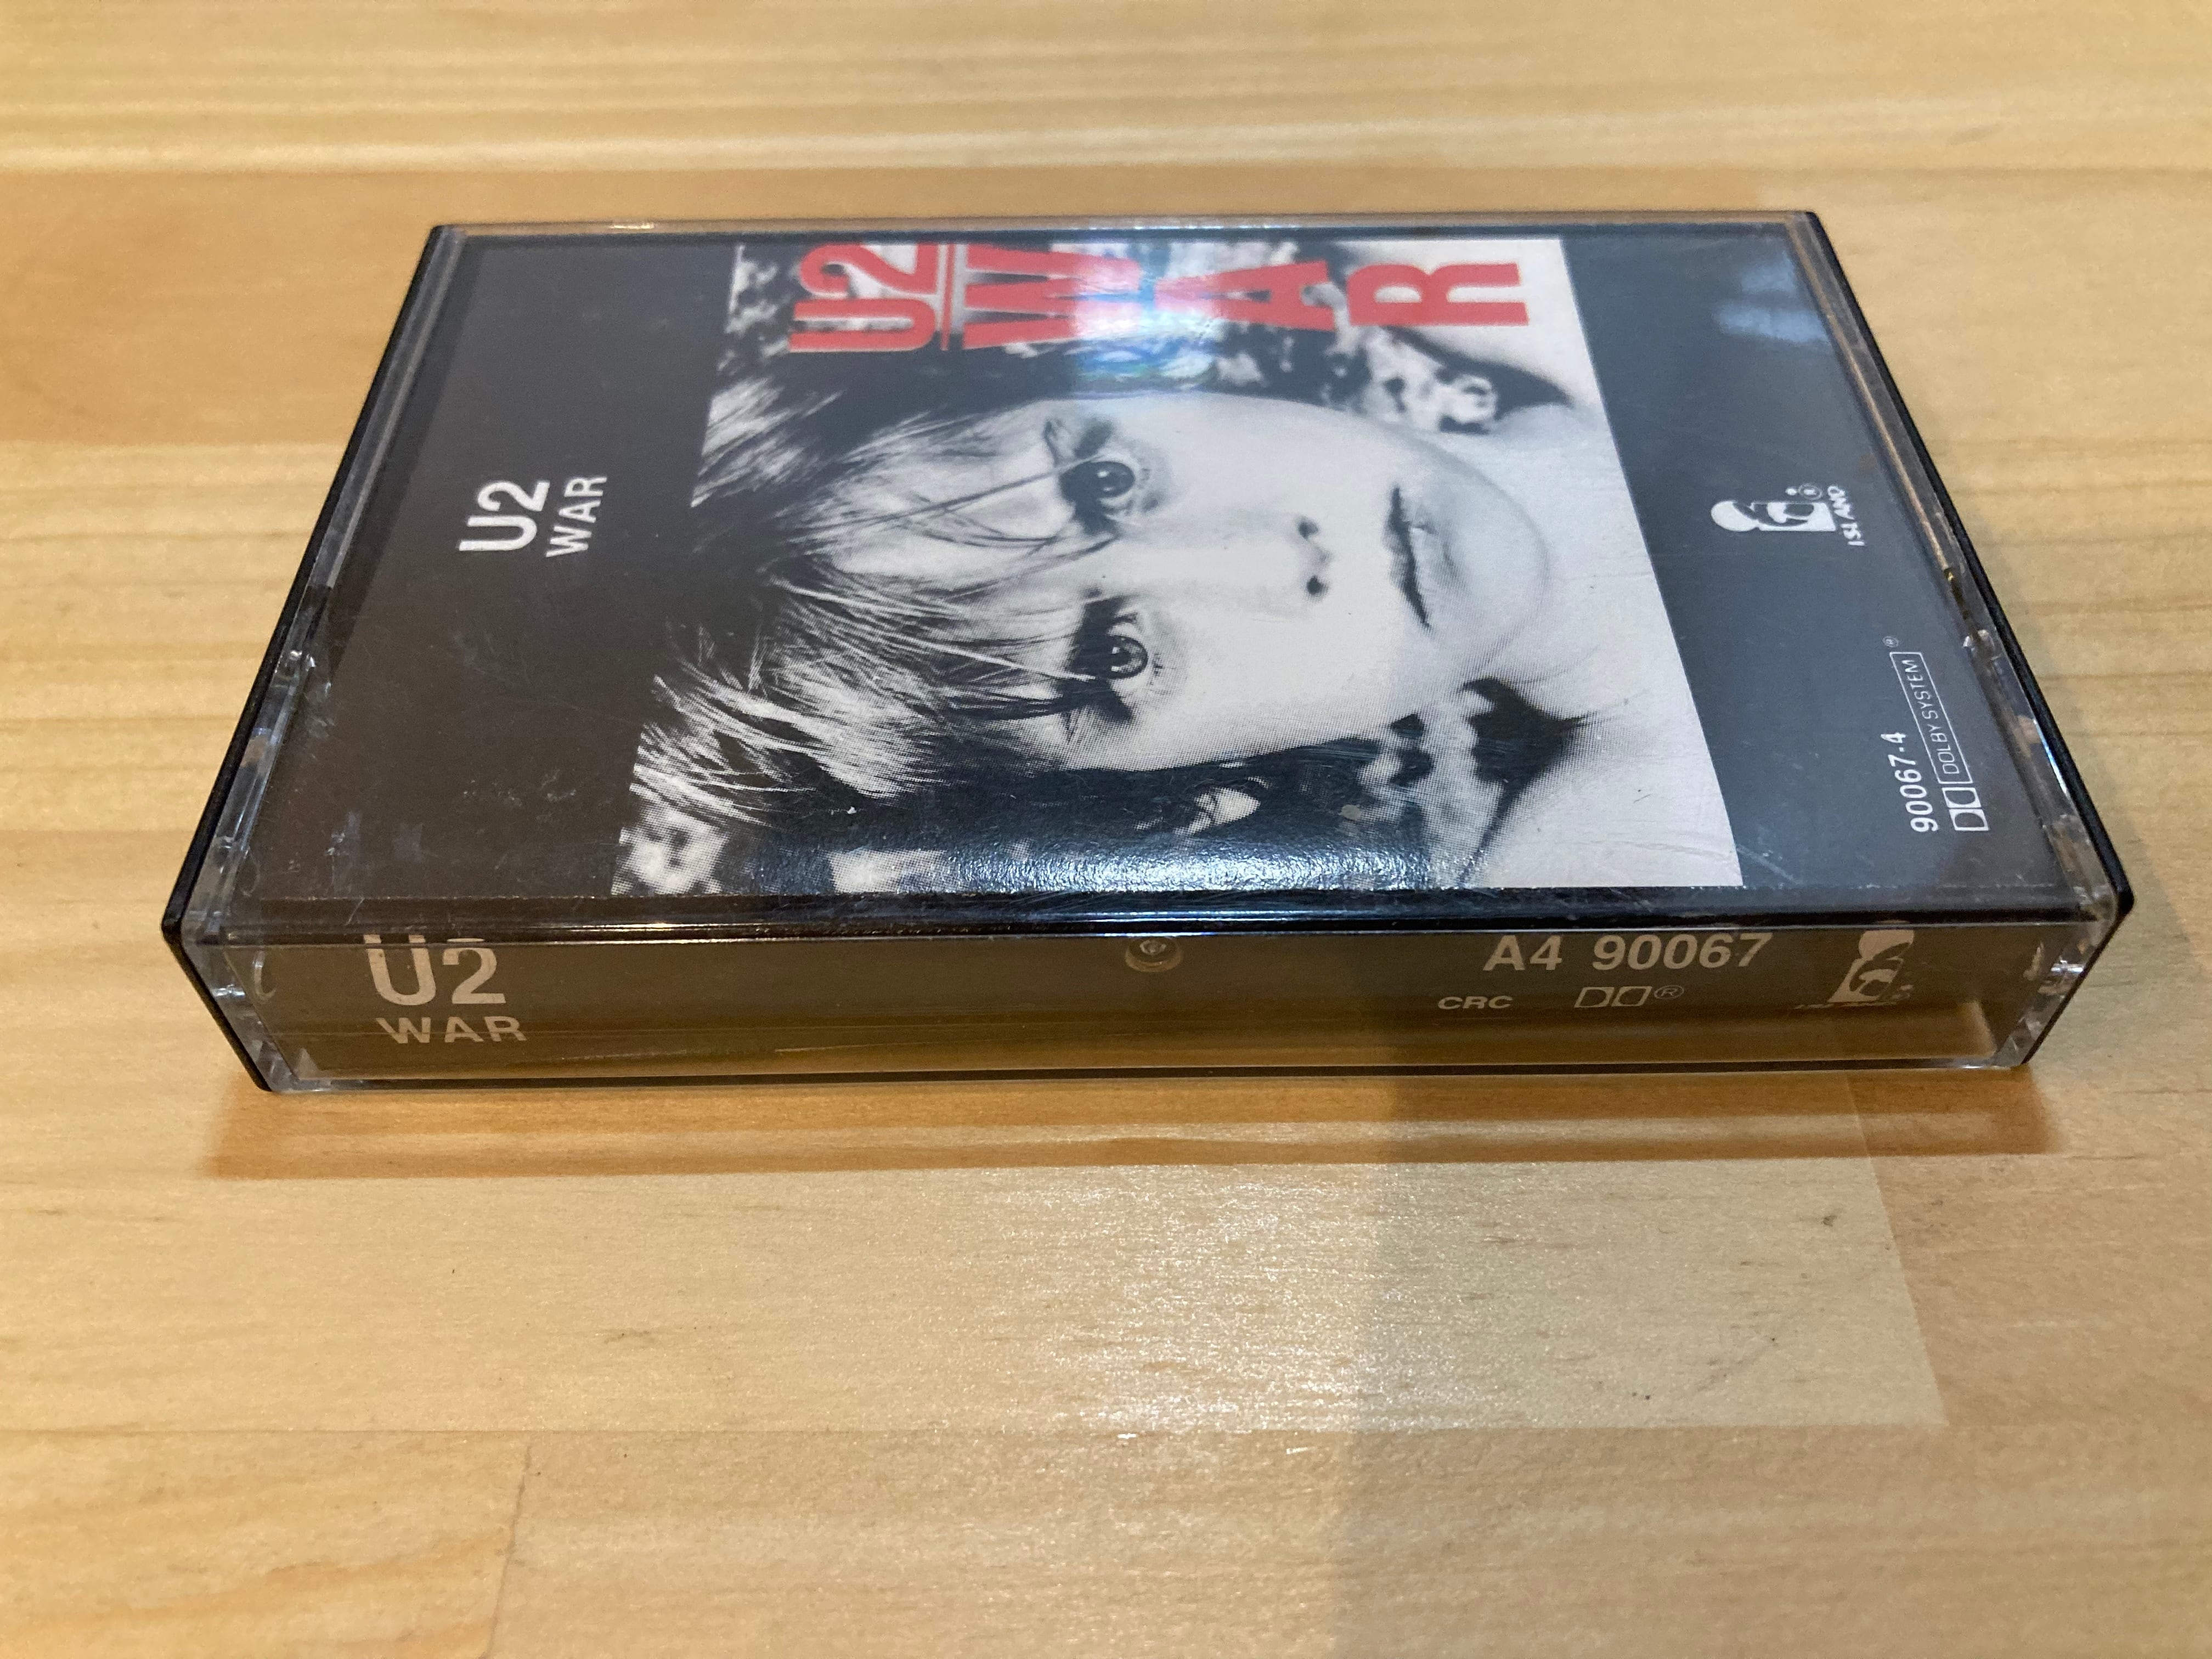 U2
WAR
U2
WAR
ISLAND®
90067-4
DOLBY SYSTEM®
U2
WAR
A4 90067
CRC
®